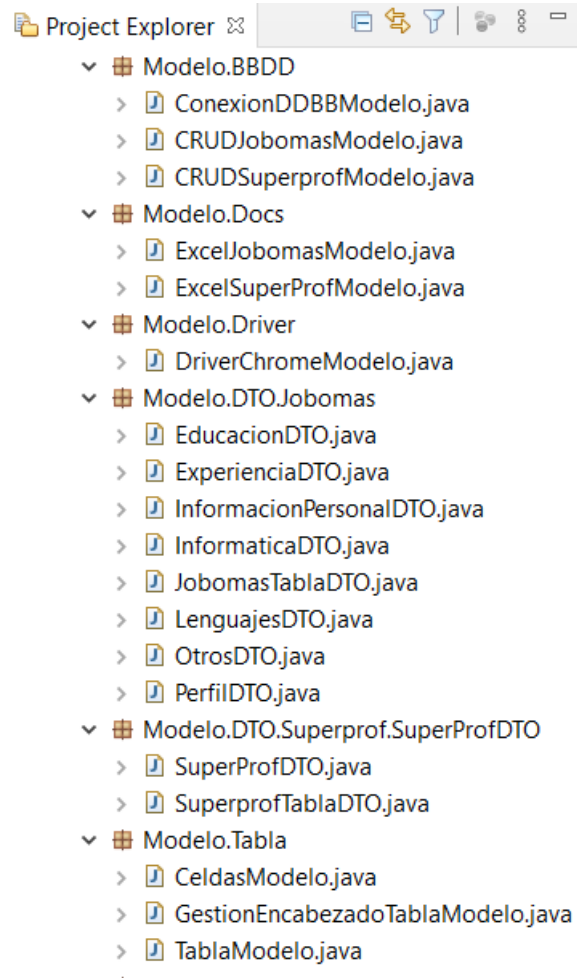 Project Explorer
Modelo.BBDD
ConexionDDBBModelo.java
CRUDJobomasModelo.java
CRUDSuperprofModelo.java
Modelo.Docs
ExcelJobomasModelo.java
ExcelSuperProfModelo.java
Modelo.Driver
DriverChromeModelo.java
Modelo.DTO.Jobomas
EducacionDTO.java
ExperienciaDTO.java
InformacionPersonalDTO.java
InformaticaDTO.java
JobomasTablaDTO.java
LenguajesDTO.java
OtrosDTO.java
PerfilDTO.java
Modelo.DTO.Superprof.SuperProfDTO
SuperProfDTO.java
SuperprofTablaDTO.java
Modelo.Tabla
CeldasModelo.java
GestionEncabezadoTablaModelo.java
TablaModelo.java